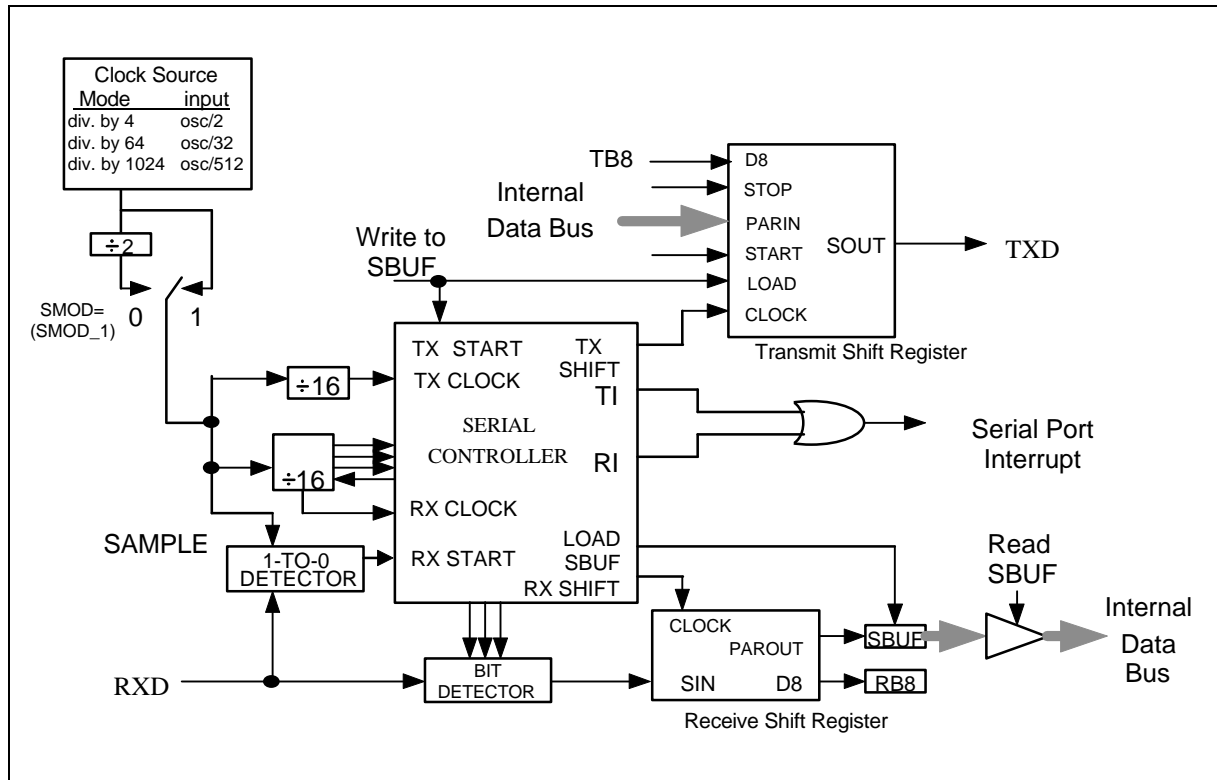 Clock Source
Mode input
div. by 4 osc/2
div. by 64 osc/32
div. by 1024 osc/512
÷2
SMOD=
(SMOD_1)
0 1
Write to
SBUF
TB8
Internal
Data Bus
D8
STOP
PARIN
START
LOAD
CLOCK
SOUT
TXD
Transmit Shift Register
÷16
÷16
SAMPLE
1-TO-0
DETECTOR
TX START
TX CLOCK
SERIAL
CONTROLLER
RX CLOCK
RX START
TX
SHIFT
TI
RI
LOAD
SBUF
RX SHIFT
Serial Port
Interrupt
RXD
BIT
DETECTOR
CLOCK
PAROUT
SIN D8
Receive Shift Register
SBUF
RB8
Read
SBUF
Internal
Data
Bus